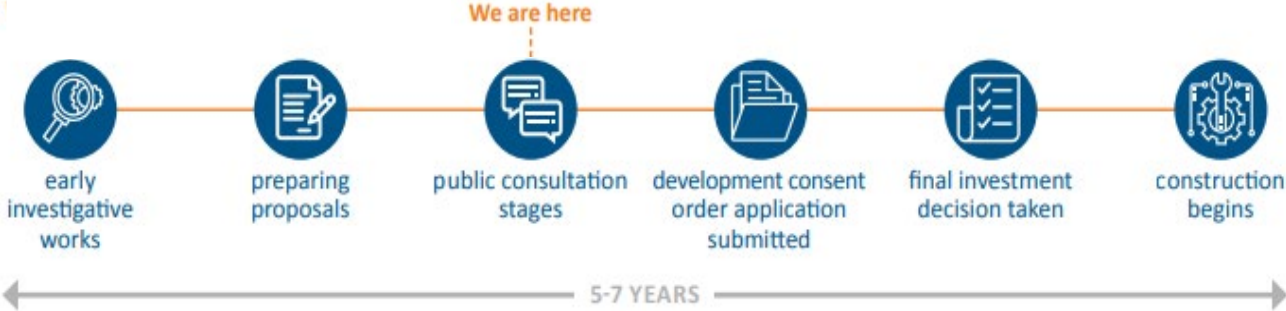 We are here
early
investigative
works
preparing
proposals
public consultation
stages
development consent
order application
submitted
final investment
decision taken
construction
begins
5-7 YEARS